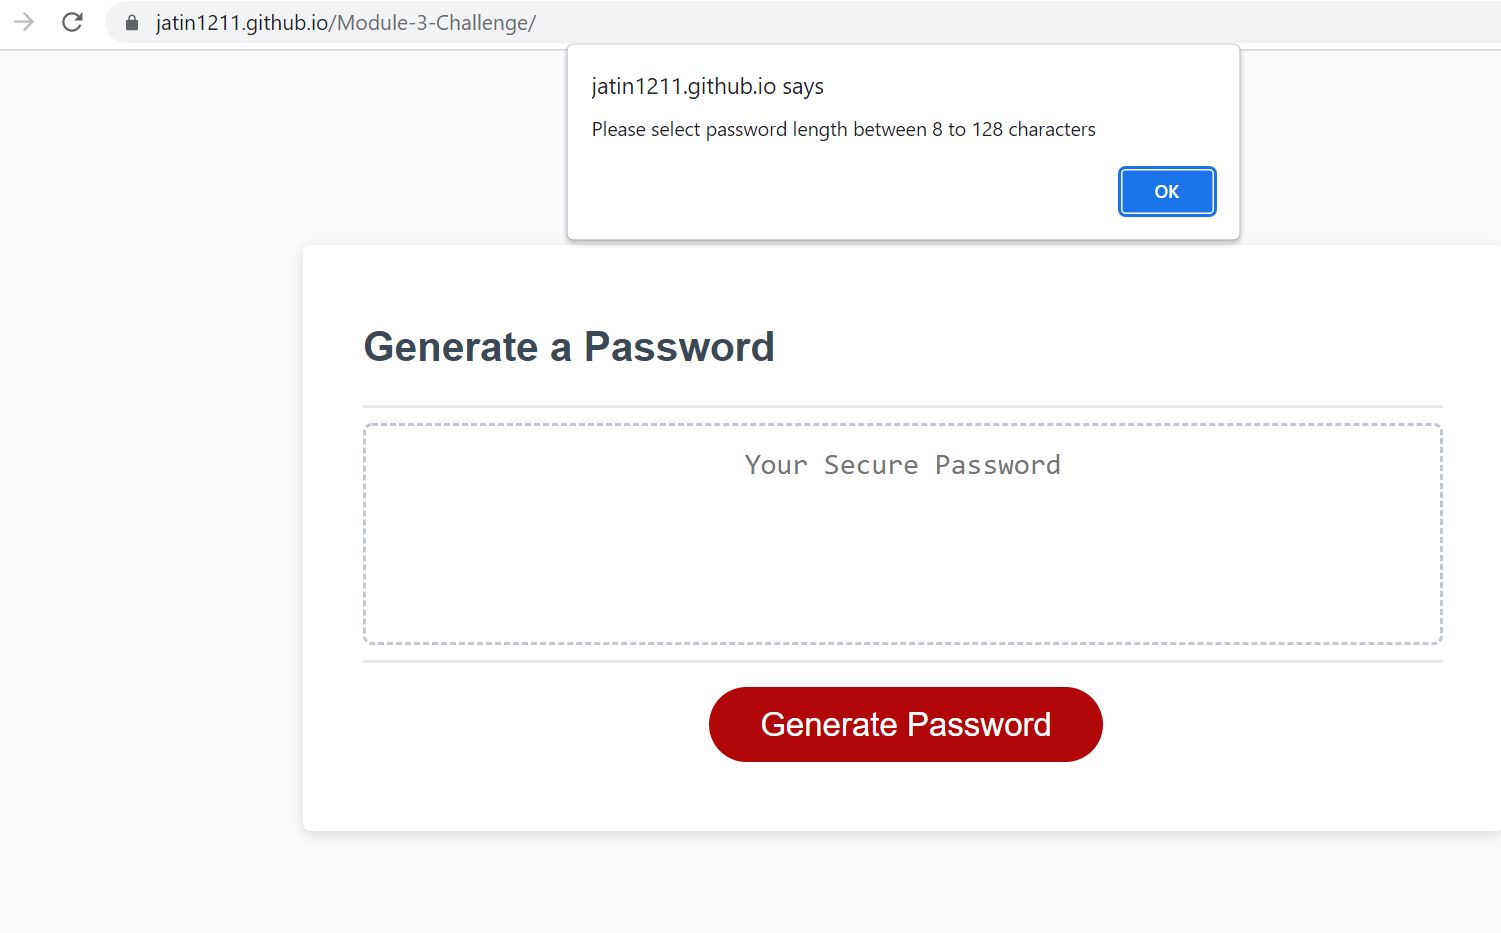 jatin1211.github.io/Module-3-Challenge/
jatin1211.github.io says
Please select password length between 8 to 128 characters
OK
Generate a Password
Your Secure Password
Generate Password